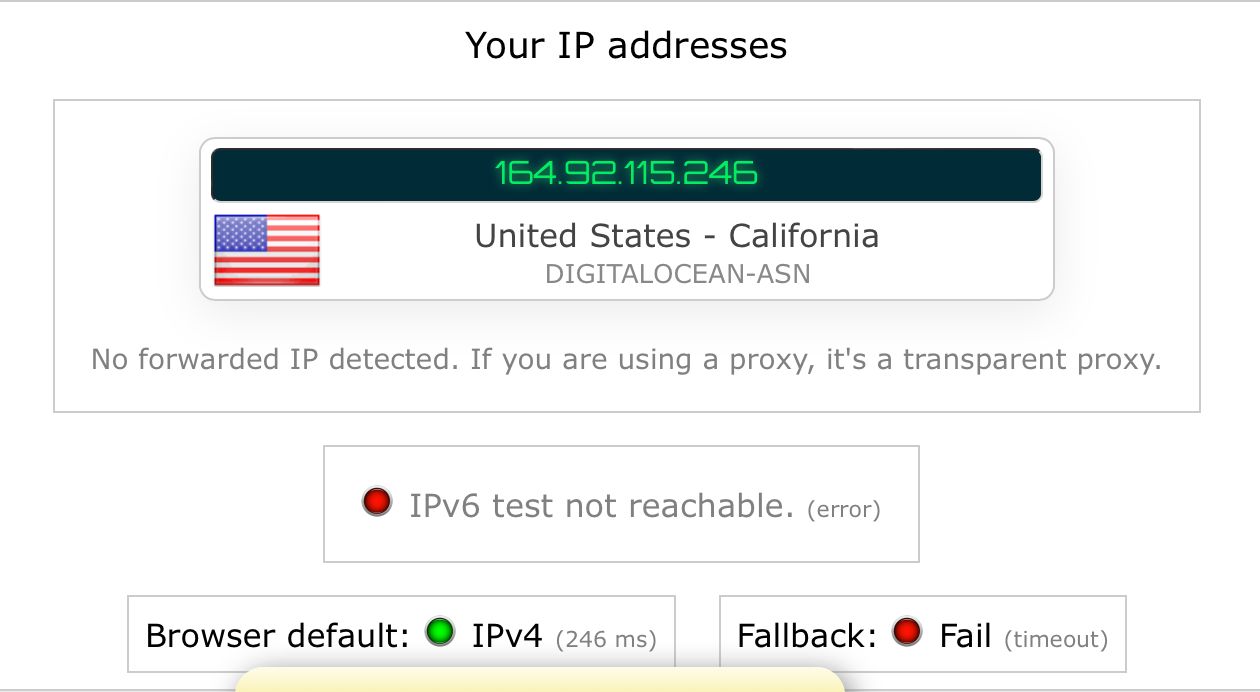 Your IP addresses
164.92.115.246
United States - California
DIGITALOCEAN-ASN
No forwarded IP detected. If you are using a proxy, it's a transparent proxy.
IPv6 test not reachable. (error)
Browser default: IPv4 (246 ms)
Fallback: Fail (timeout)